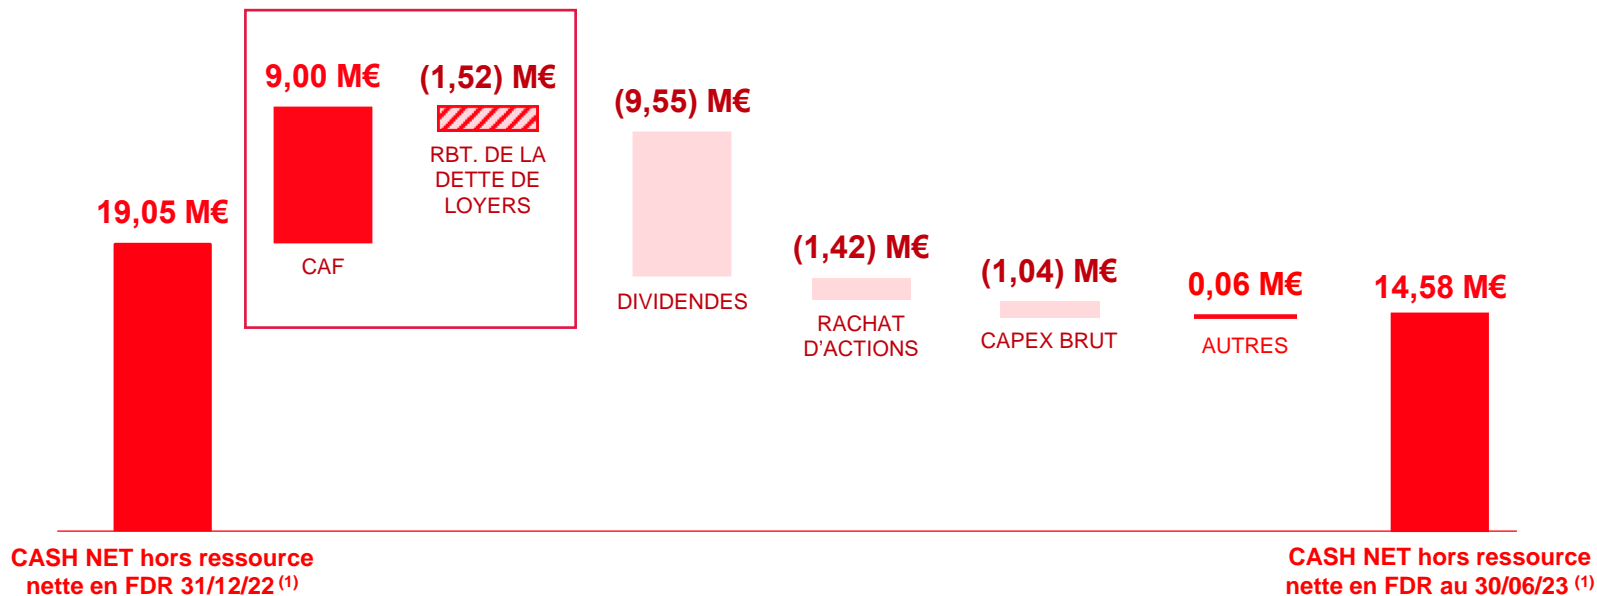 19,05 M€
CASH NET hors ressource
nette en FDR 31/12/22 (1)
9,00 M€
CAF
(1,52) M€
RBT. DE LA
DETTE DE
LOYERS
(9,55) M€
DIVIDENDES
(1,42) M€
RACHAT
D’ACTIONS
(1,04) M€
CAPEX BRUT
0,06 M€
AUTRES
14,58 M€
CASH NET hors ressource
nette en FDR au 30/06/23 (1)